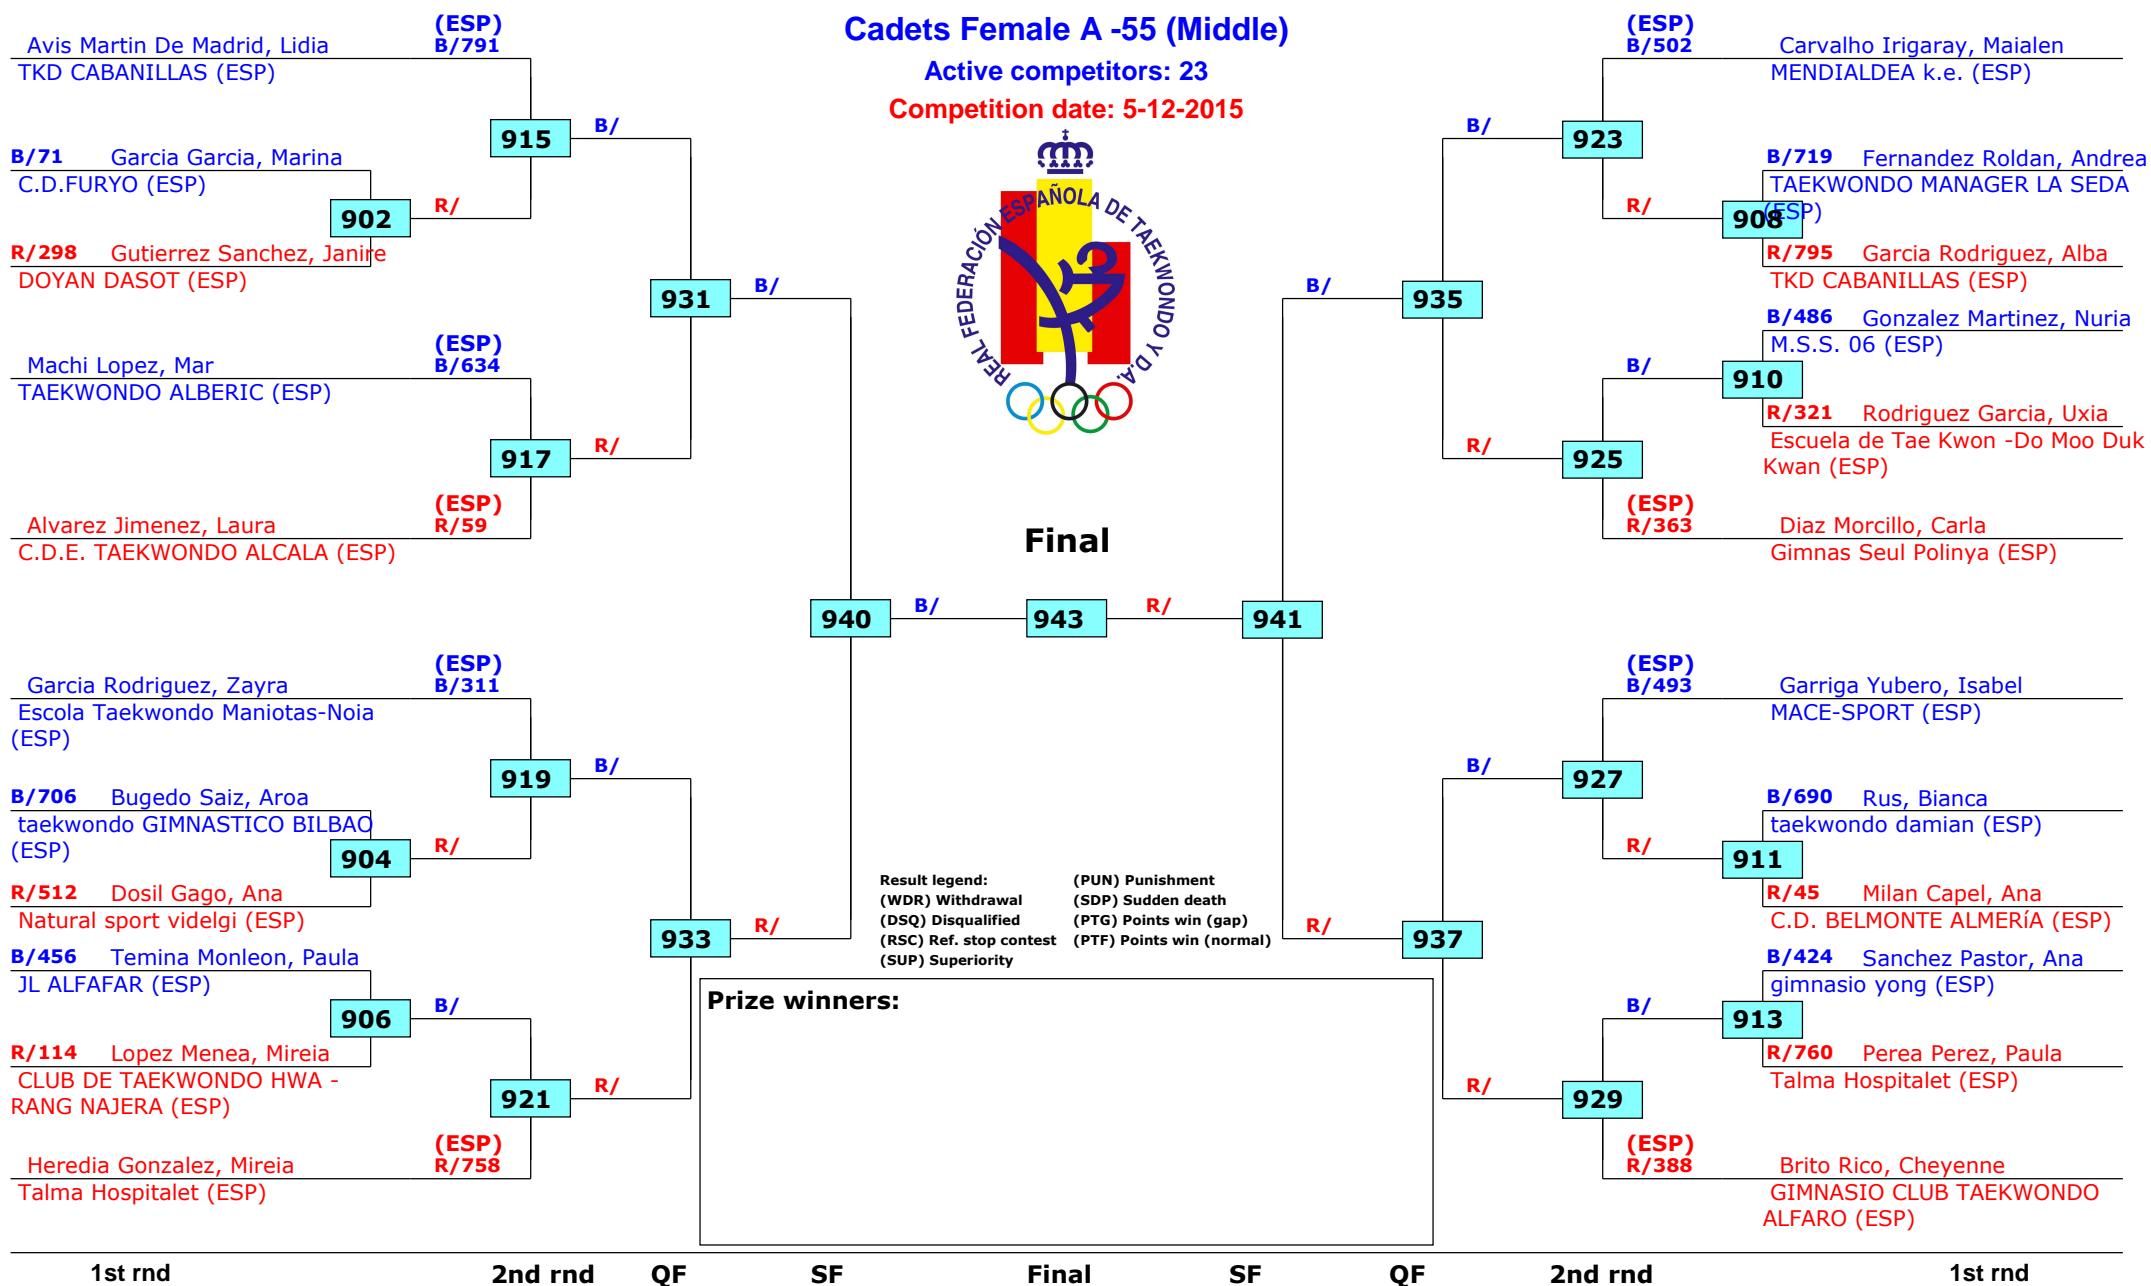 Cadets Female A -55 (Middle)
Active competitors: 23
Competition date: 5-12-2015
REAL FEDERACIÓN ESPAÑOLA DE TAEKWONDO Y D.A.
(ESP)
Avis Martin De Madrid, Lidia B/791
TKD CABANILLAS (ESP)
915
B/
B/71 Garcia Garcia, Marina
C.D.FURYO (ESP)
902
R/
R/298 Gutierrez Sanchez, Janire
DOYAN DASOT (ESP)
931
B/
(ESP)
Machi Lopez, Mar B/634
TAEKWONDO ALBERIC (ESP)
917
R/
(ESP)
Alvarez Jimenez, Laura R/59
C.D.E. TAEKWONDO ALCALA (ESP)
940
B/
(ESP)
Garcia Rodriguez, Zayra B/311
Escola Taekwondo Maniotas-Noia
(ESP)
919
B/
B/706 Bugedo Saiz, Aroa
taekwondo GIMNASTICO BILBAO
(ESP)
904
R/
R/512 Dosil Gago, Ana
Natural sport videlgi (ESP)
933
R/
B/456 Temina Monleon, Paula
JL ALFAFAR (ESP)
906
B/
R/114 Lopez Menea, Mireia
CLUB DE TAEKWONDO HWA -
RANG NAJERA (ESP)
921
R/
(ESP)
Heredia Gonzalez, Mireia R/758
Talma Hospitalet (ESP)
Final
943
R/
941
(ESP)
B/502 Carvalho Irigaray, Maialen
MENDIALDEA k.e. (ESP)
B/
923
B/719 Fernandez Roldan, Andrea
TAEKWONDO MANAGER LA SEDA
(ESP)
R/
908
R/795 Garcia Rodriguez, Alba
TKD CABANILLAS (ESP)
B/
935
B/486 Gonzalez Martinez, Nuria
M.S.S. 06 (ESP)
B/
910
R/321 Rodriguez Garcia, Uxia
Escuela de Tae Kwon -Do Moo Duk
Kwan (ESP)
R/
925
(ESP)
R/363 Diaz Morcillo, Carla
Gimnas Seul Polinya (ESP)
(ESP)
B/493 Garriga Yubero, Isabel
MACE-SPORT (ESP)
B/
927
B/690 Rus, Bianca
taekwondo damian (ESP)
R/
911
R/45 Milan Capel, Ana
C.D. BELMONTE ALMERíA (ESP)
R/
937
B/424 Sanchez Pastor, Ana
gimnasio yong (ESP)
B/
913
R/760 Perea Perez, Paula
Talma Hospitalet (ESP)
R/
929
(ESP)
R/388 Brito Rico, Cheyenne
GIMNASIO CLUB TAEKWONDO
ALFARO (ESP)
Result legend: (PUN) Punishment
(WDR) Withdrawal (SDP) Sudden death
(DSQ) Disqualified (PTG) Points win (gap)
(RSC) Ref. stop contest (PTF) Points win (normal)
(SUP) Superiority
Prize winners:
1st rnd 2nd rnd QF SF Final SF QF 2nd rnd 1st rnd